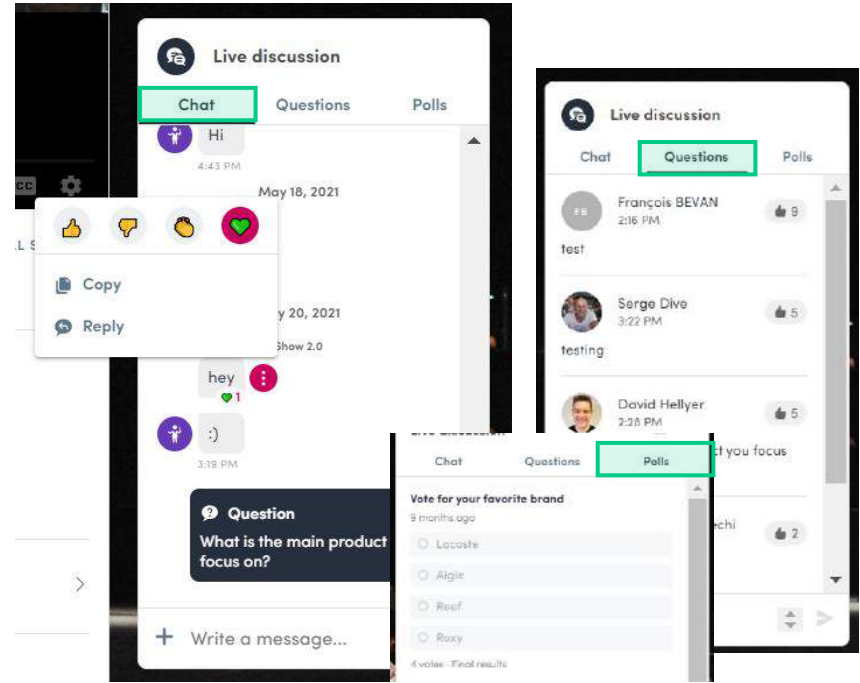 Live discussion
Chat Questions Polls
Hi
4:43 PM
May 18, 2021
CC
Copy
Reply
20, 2021
Show 2.0
hey
1
:)
3:19 PM
Question
What is the main product
focus on?
+ Write a message...
Live discussion
Chat Questions Polls
FB
François BEVAN
2:16 PM
9
test
Serge Dive
3:22 PM
5
testing
David Hellyer
2:28 PM
5
you focus
2
Chat Questions Polls
Vote for your favorite brand
9 months ago
Lacoste
Aigle
Reef
Roxy
4 votes · Final results